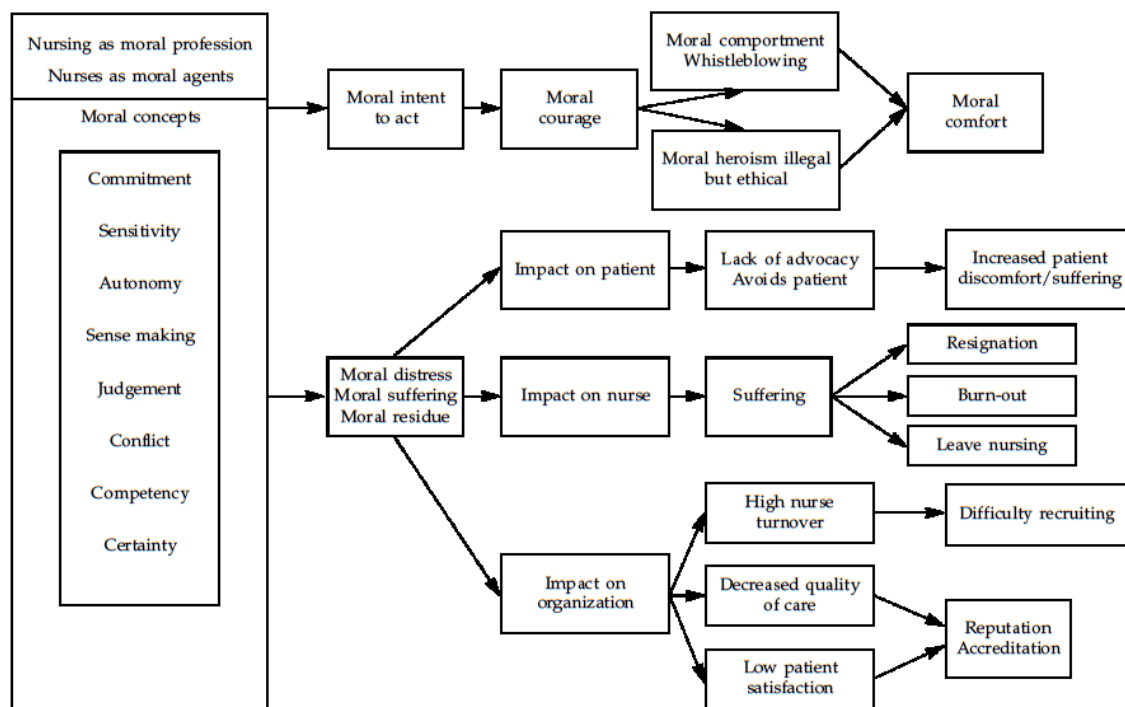 Nursing as moral profession
Nurses as moral agents
Moral concepts
Commitment
Sensitivity
Autonomy
Sense making
Judgement
Conflict
Competency
Certainty
Moral intent
to act
Moral
courage
Moral comportment
Whistleblowing
Moral heroism illegal
but ethical
Moral
comfort
Moral distress
Moral suffering
Moral residue
Impact on patient
Lack of advocacy
Avoids patient
Increased patient
discomfort/suffering
Impact on nurse
Suffering
Resignation
Burn-out
Leave nursing
Impact on
organization
High nurse
turnover
Difficulty recruiting
Decreased quality
of care
Low patient
satisfaction
Reputation
Accreditation